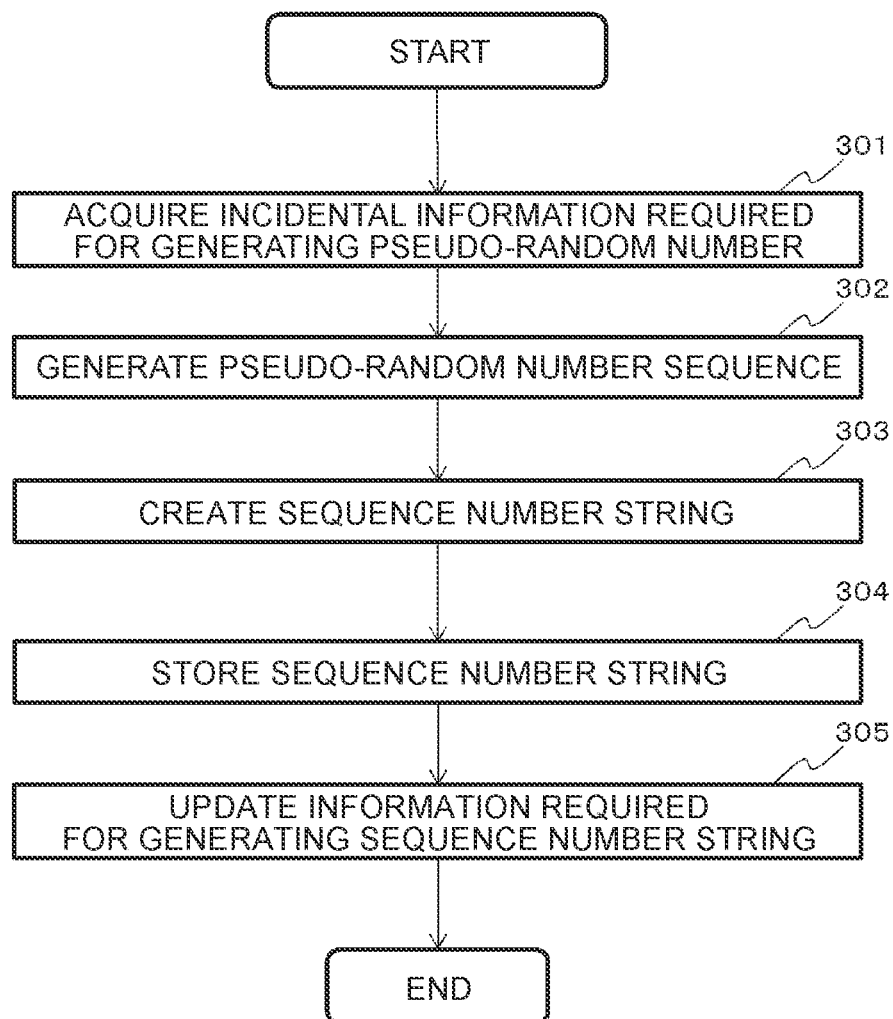 START
301
ACQUIRE INCIDENTAL INFORMATION REQUIRED
FOR GENERATING PSEUDO-RANDOM NUMBER
302
GENERATE PSEUDO-RANDOM NUMBER SEQUENCE
303
CREATE SEQUENCE NUMBER STRING
304
STORE SEQUENCE NUMBER STRING
305
UPDATE INFORMATION REQUIRED
FOR GENERATING SEQUENCE NUMBER STRING
END